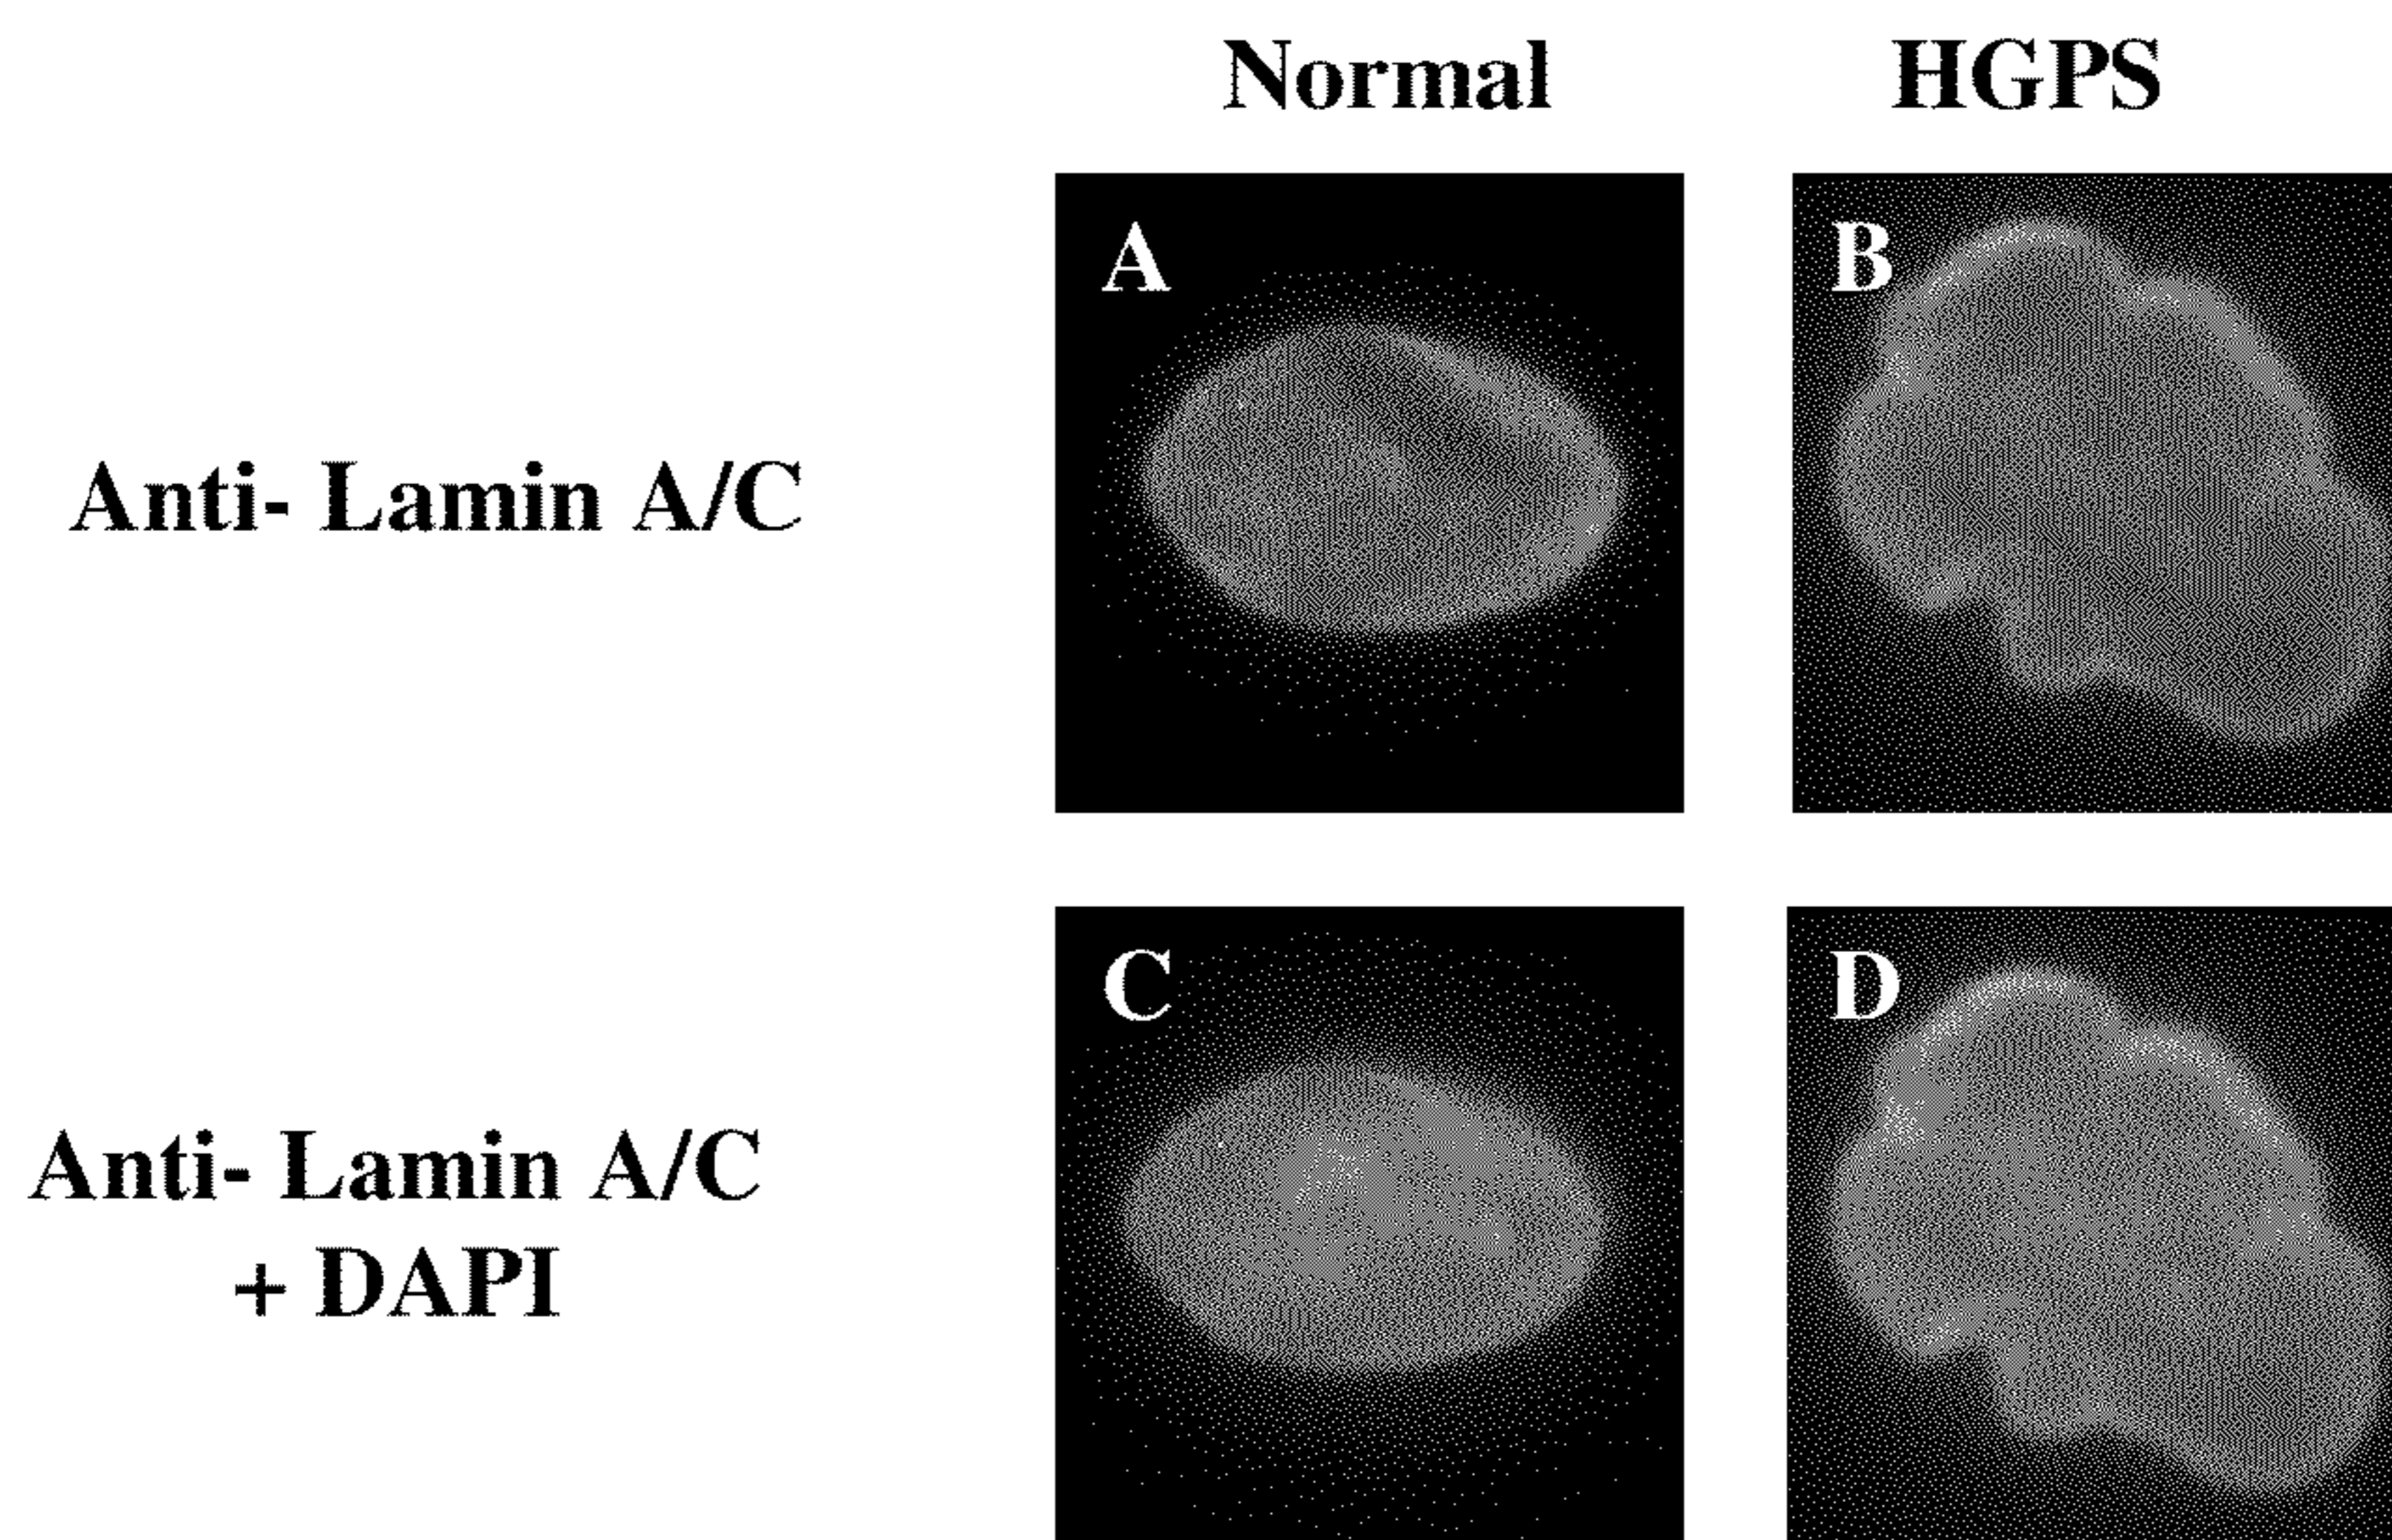 Normal HGPS
A B
Anti- Lamin A/C
C D
Anti- Lamin A/C
+ DAPI